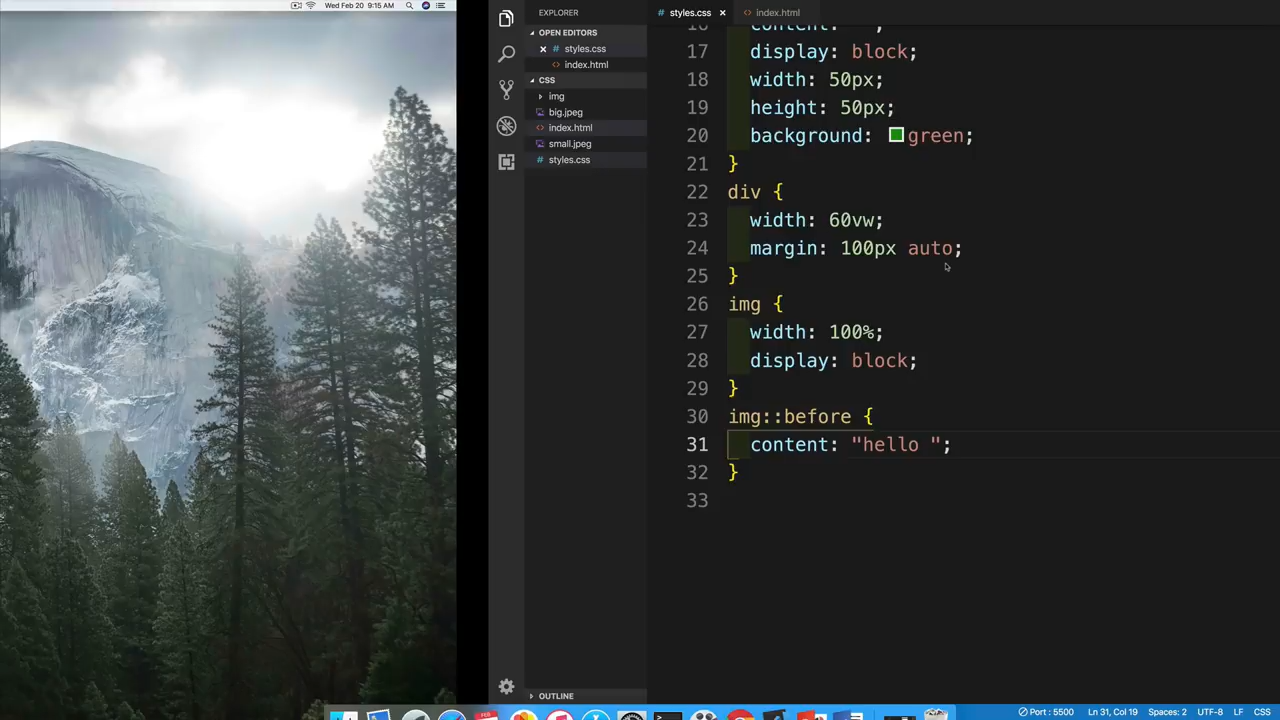 Wed Feb 20 9:15 AM
EXPLORER
OPEN EDITORS
styles.css
index.html
CSS
img
big.jpeg
index.html
small.jpeg
styles.css
OUTLINE
styles.css
index.html
16 content: " ";
17 display: block;
18 width: 50px;
19 height: 50px;
20 background: green;
21 }
22 div {
23 width: 60vw;
24 margin: 100px auto;
25 }
26 img {
27 width: 100%;
28 display: block;
29 }
30 img::before {
31 content: "hello ";
32 }
33
FEB
Port : 5500
Ln 31, Col 19
Spaces: 2
UTF-8
LF
CSS